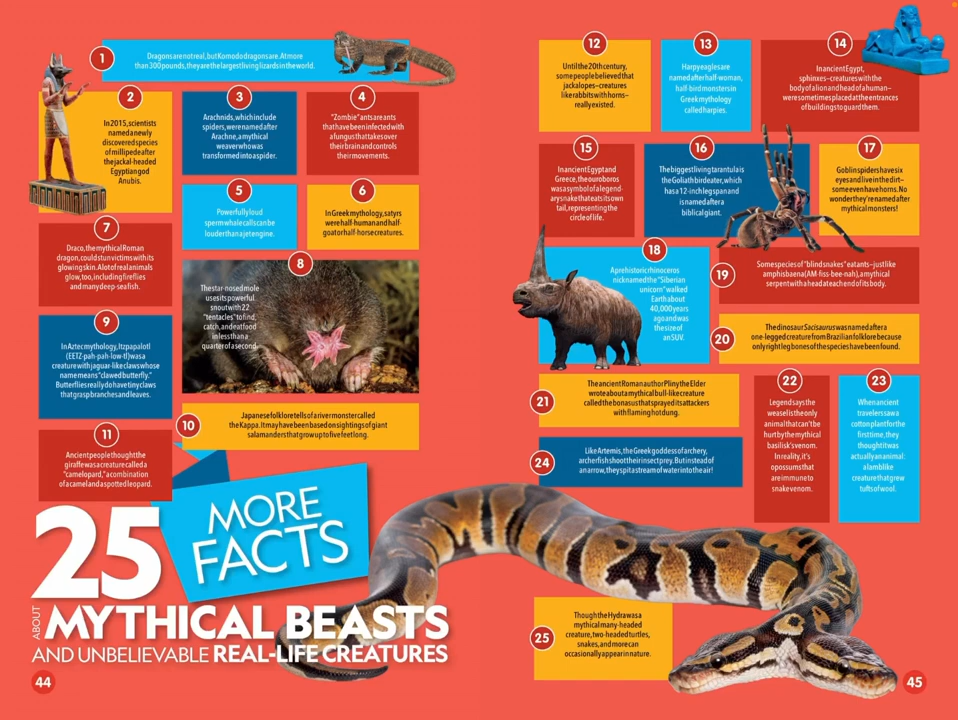 1
Dragons are not real, but Komodo dragons are. At more
than 300 pounds, they are the largest living lizards in the world.
2
In 2015, scientists
named a newly
discovered species
of millipede after
the jackal-headed
Egyptian god
Anubis.
3
Arachnids, which include
spiders, were named after
Arachne, a mythical
weaver who was
transformed into a spider.
4
“Zombie” ants are ants
that have been infected with
a fungus that takes over
their brain and controls
their movements.
5
Powerfully loud
sperm whale calls can be
louder than a jet engine.
6
In Greek mythology, satyrs
were half-human and half-
goat or half-horse creatures.
7
Draco, the mythical Roman
dragon, could stun victims with its
glowing skin. A lot of real animals
glow, too, including fireflies
and many deep-sea fish.
8
The star-nosed mole
uses its powerful
snout with 22
“tentacles” to find,
catch, and eat food
in less than a
quarter of a second.
9
In Aztec mythology, Itzpapalotl
(EETZ-pah-pah-low-tl) was a
creature with jaguar-like claws whose
name means “clawed butterfly.”
Butterflies really do have tiny claws
that grasp branches and leaves.
10
Japanese folklore tells of a river monster called
the Kappa. It may have been based on sightings of giant
salamanders that grow up to five feet long.
11
Ancient people thought the
giraffe was a creature called a
“camelopard,” a combination
of a camel and a spotted leopard.
25
MORE
FACTS
ABOUT
MYTHICAL BEASTS
AND UNBELIEVABLE REAL-LIFE CREATURES
44
12
Until the 20th century,
some people believed that
jackalopes–creatures
like rabbits with horns–
really existed.
13
Harpy eagles are
named after half-woman,
half-bird monsters in
Greek mythology
called harpies.
14
In ancient Egypt,
sphinxes–creatures with the
body of a lion and head of a human–
were sometimes placed at the entrances
of buildings to guard them.
15
In ancient Egypt and
Greece, the ouroboros
was a symbol of a legend-
ary snake that eats its own
tail, representing the
circle of life.
16
The biggest living tarantula is
the Goliath birdeater, which
has a 12-inch leg span and
is named after a
biblical giant.
17
Goblin spiders have six
eyes and live in the dirt–
some even have horns. No
wonder they're named after
mythical monsters!
18
A prehistoric rhinoceros
nicknamed the “Siberian
unicorn” walked
Earth about
40,000 years
ago and was
the size of
an SUV.
19
Some species of “blind snakes” eat ants–just like
amphisbaena (AM-fiss-bee-nah), a mythical
serpent with a head at each end of its body.
20
The dinosaur Sacisaurus was named after a
one-legged creature from Brazilian folklore because
only right leg bones of the species have been found.
21
The ancient Roman author Pliny the Elder
wrote about a mythical bull-like creature
called the bonasus that sprayed its attackers
with flaming hot dung.
22
Legend says the
weasel is the only
animal that can't be
hurt by the mythical
basilisk's venom.
In reality, it's
opossums that
are immune to
snake venom.
23
When ancient
travelers saw a
cotton plant for the
first time, they
thought it was
actually an animal:
a lamblike
creature that grew
tufts of wool.
24
Like Artemis, the Greek goddess of archery,
archerfish shoot their insect prey. But instead of
an arrow, they spit a stream of water into the air!
25
Though the Hydra was a
mythical many-headed
creature, two-headed turtles,
snakes, and more can
occasionally appear in nature.
45